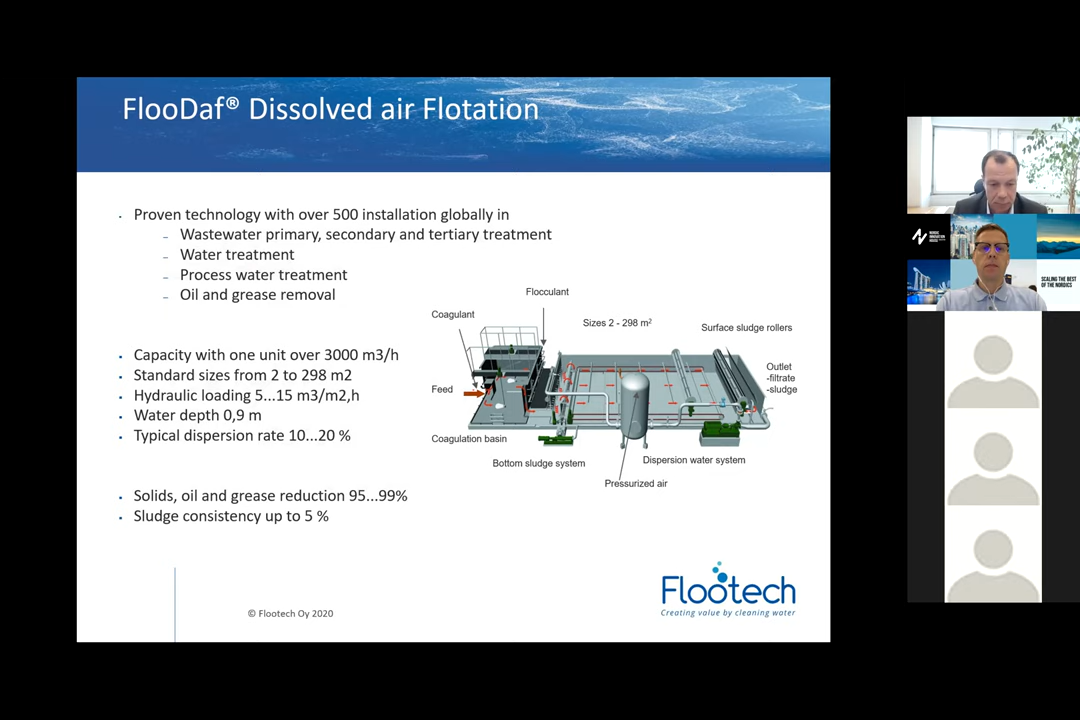 FlooDaf® Dissolved air Flotation
Proven technology with over 500 installation globally in
Wastewater primary, secondary and tertiary treatment
Water treatment
Process water treatment
Oil and grease removal
Capacity with one unit over 3000 m3/h
Standard sizes from 2 to 298 m2
Hydraulic loading 5...15 m3/m2,h
Water depth 0,9 m
Typical dispersion rate 10...20 %
Solids, oil and grease reduction 95...99%
Sludge consistency up to 5 %
Flocculant
Coagulant
Sizes 2 - 298 m²
Surface sludge rollers
Feed
Outlet
-filtrate
-sludge
Coagulation basin
Bottom sludge system
Dispersion water system
Pressurized air
© Flootech Oy 2020
Flootech
Creating value by cleaning water
NORDIC
INNOVATION
HOUSE
SCALING THE BEST
OF THE NORDICS